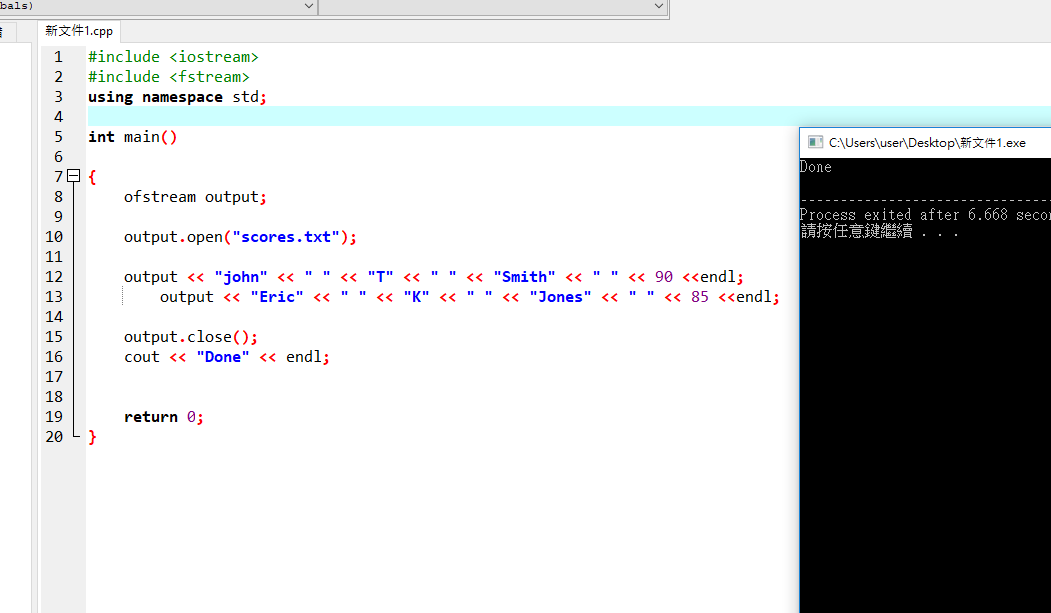 bals)
新文件1.cpp
1 #include <iostream>
2 #include <fstream>
3 using namespace std;
4
5 int main()
6
7 {
8 ofstream output;
9
10 output.open("scores.txt");
11
12 output << "john" << " " << "T" << " " << "Smith" << " " << 90 <<endl;
13 output << "Eric" << " " << "K" << " " << "Jones" << " " << 85 <<endl;
14
15 output.close();
16 cout << "Done" << endl;
17
18
19 return 0;
20 }
C:\Users\user\Desktop\新文件1.exe
Done
--------------------------------
Process exited after 6.668 secon
請按任意鍵繼續 . . .